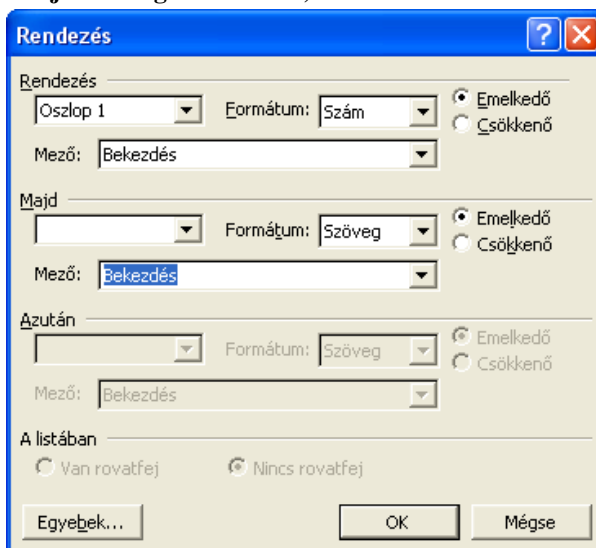 Rendezés
Rendezés
Oszlop 1 Formátum: Szám Emelkedő
Csökkenő
Mező: Bekezdés
Majd
Formátum: Szöveg Emelkedő
Csökkenő
Mező: Bekezdés
Azután
Formátum: Szöveg Emelkedő
Csökkenő
Mező: Bekezdés
A listában
Van rovatfej Nincs rovatfej
Egyebek... OK Mégse